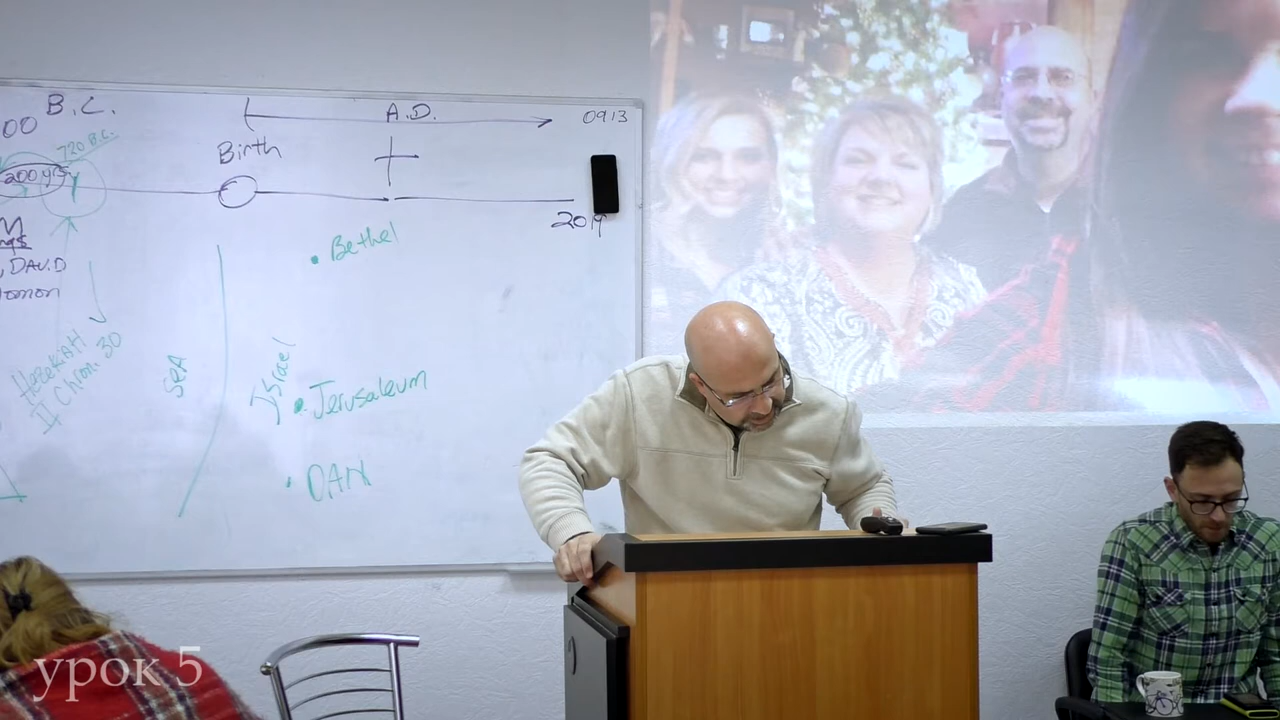 B.C.
A.D.
0913
00
720 B.C.
Birth
200 yrs
2019
Bethel
, DAVID
lomon
Hezekiah
II Chron. 30
SEA
Israel
Jerusaleum
DAN
урок 5